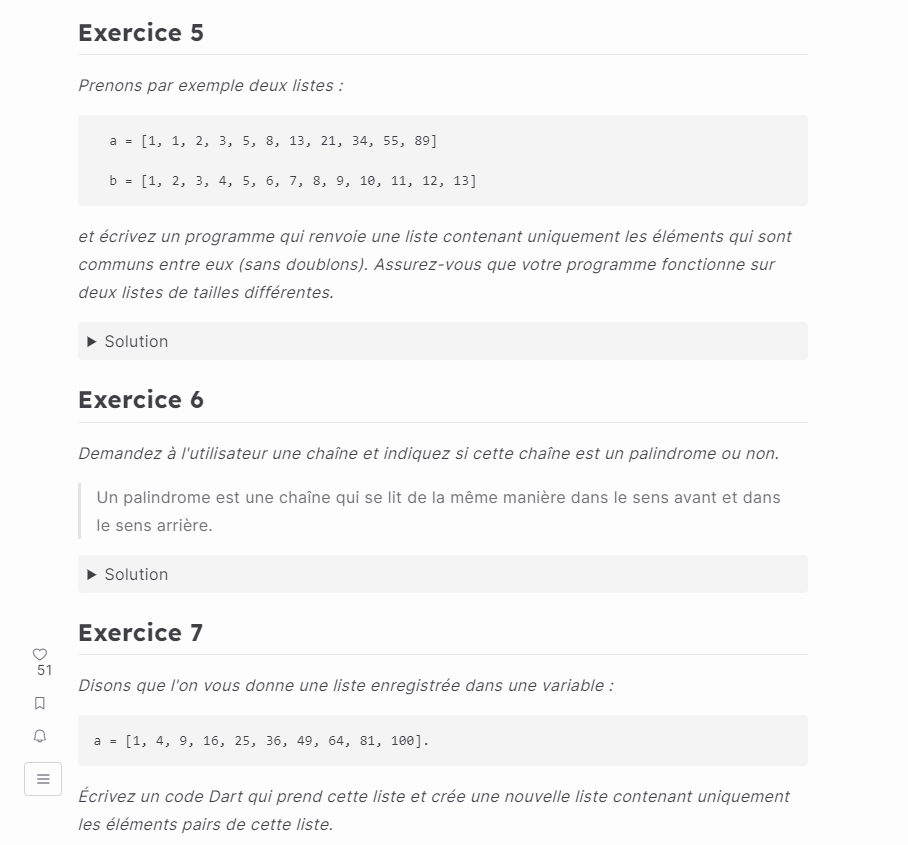 Exercice 5
Prenons par exemple deux listes :
a = [1, 1, 2, 3, 5, 8, 13, 21, 34, 55, 89]
b = [1, 2, 3, 4, 5, 6, 7, 8, 9, 10, 11, 12, 13]
et écrivez un programme qui renvoie une liste contenant uniquement les éléments qui sont
communs entre eux (sans doublons). Assurez-vous que votre programme fonctionne sur
deux listes de tailles différentes.
Solution
Exercice 6
Demandez à l'utilisateur une chaîne et indiquez si cette chaîne est un palindrome ou non.
Un palindrome est une chaîne qui se lit de la même manière dans le sens avant et dans
le sens arrière.
Solution
Exercice 7
51
Disons que l'on vous donne une liste enregistrée dans une variable :
a = [1, 4, 9, 16, 25, 36, 49, 64, 81, 100].
Écrivez un code Dart qui prend cette liste et crée une nouvelle liste contenant uniquement
les éléments pairs de cette liste.